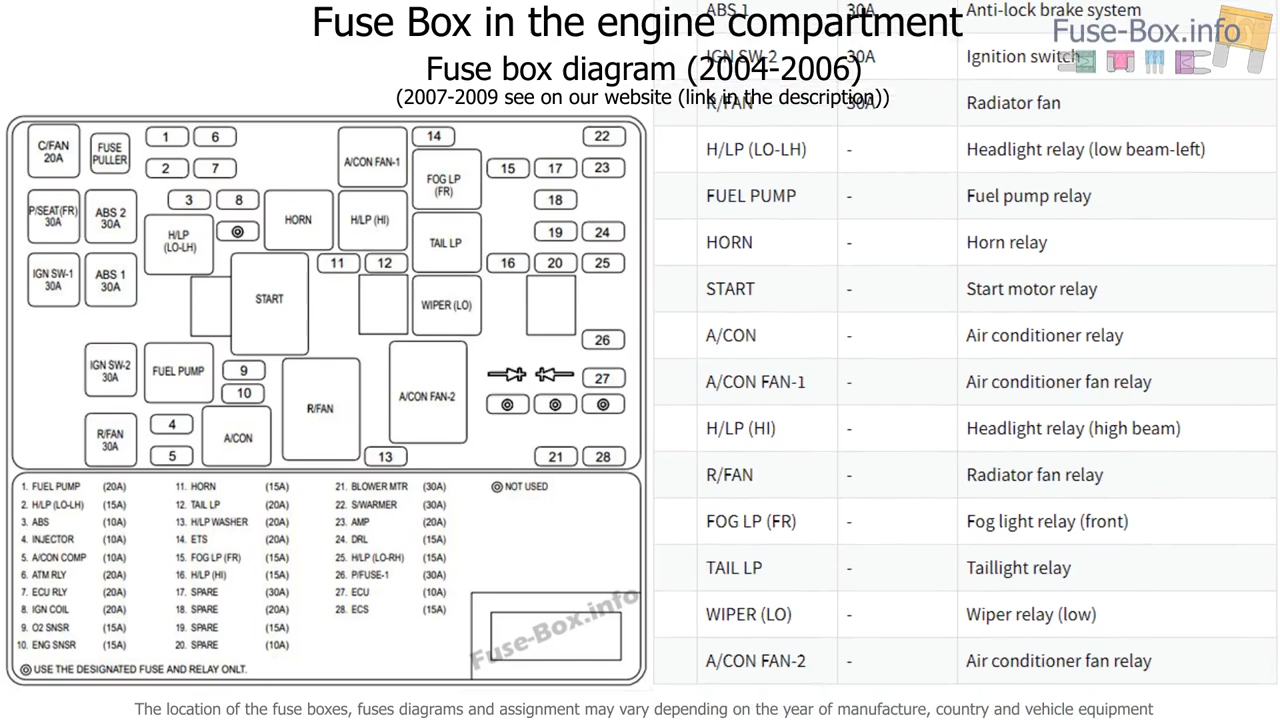 Fuse Box in the engine compartment
Fuse box diagram (2004-2006)
(2007-2009 see on our website (link in the description))
Fuse-Box.info
C/FAN
20A
FUSE
PULLER
1
6
A/CON FAN-1
14
22
2
7
FOG LP
(FR)
15
17
23
P/SEAT(FR)
30A
ABS 2
30A
3
8
HORN
H/LP (HI)
18
H/LP
(LO-LH)
TAIL LP
19
24
IGN SW-1
30A
ABS 1
30A
START
11
12
16
20
25
WIPER (LO)
26
IGN SW-2
30A
FUEL PUMP
9
10
R/FAN
A/CON FAN-2
27
R/FAN
30A
4
5
A/CON
13
21
28
1. FUEL PUMP (20A)
2. H/LP (LO-LH) (15A)
3. ABS (10A)
4. INJECTOR (10A)
5. A/CON COMP (10A)
6. ATM RLY (20A)
7. ECU RLY (20A)
8. IGN COIL (20A)
9. O2 SNSR (15A)
10. ENG SNSR (15A)
11. HORN (15A)
12. TAIL LP (20A)
13. H/LP WASHER (20A)
14. ETS (20A)
15. FOG LP (FR) (15A)
16. H/LP (HI) (15A)
17. SPARE (30A)
18. SPARE (20A)
19. SPARE (15A)
20. SPARE (10A)
21. BLOWER MTR (30A)
22. S/WARMER (30A)
23. AMP (20A)
24. DRL (15A)
25. H/LP (LO-RH) (15A)
26. P/FUSE-1 (30A)
27. ECU (10A)
28. ECS (15A)
NOT USED
USE THE DESIGNATED FUSE AND RELAY ONLT.
Fuse-Box.info
ABS 1 30A Anti-lock brake system
IGN SW-2 30A Ignition switch
R/FAN 30A Radiator fan
H/LP (LO-LH) - Headlight relay (low beam-left)
FUEL PUMP - Fuel pump relay
HORN - Horn relay
START - Start motor relay
A/CON - Air conditioner relay
A/CON FAN-1 - Air conditioner fan relay
H/LP (HI) - Headlight relay (high beam)
R/FAN - Radiator fan relay
FOG LP (FR) - Fog light relay (front)
TAIL LP - Taillight relay
WIPER (LO) - Wiper relay (low)
A/CON FAN-2 - Air conditioner fan relay
The location of the fuse boxes, fuses diagrams and assignment may vary depending on the year of manufacture, country and vehicle equipment